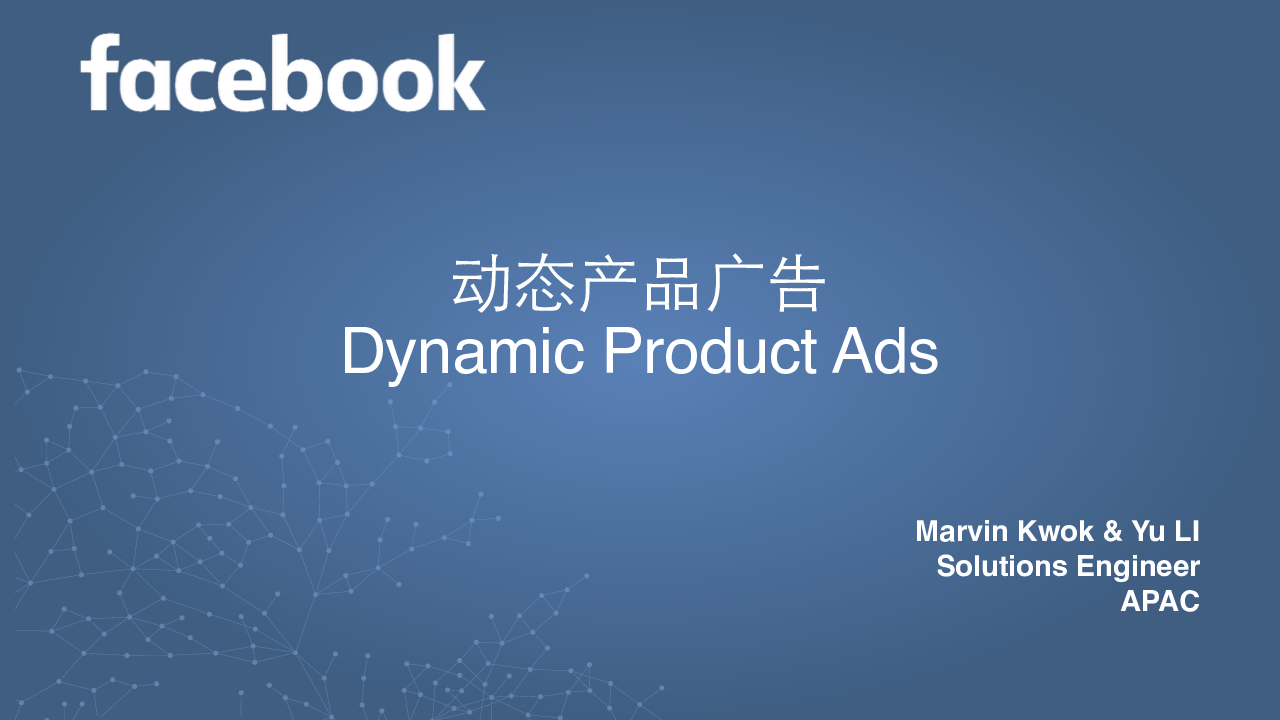 facebook
动态产品广告
Dynamic Product Ads
Marvin Kwok & Yu LI
Solutions Engineer
APAC